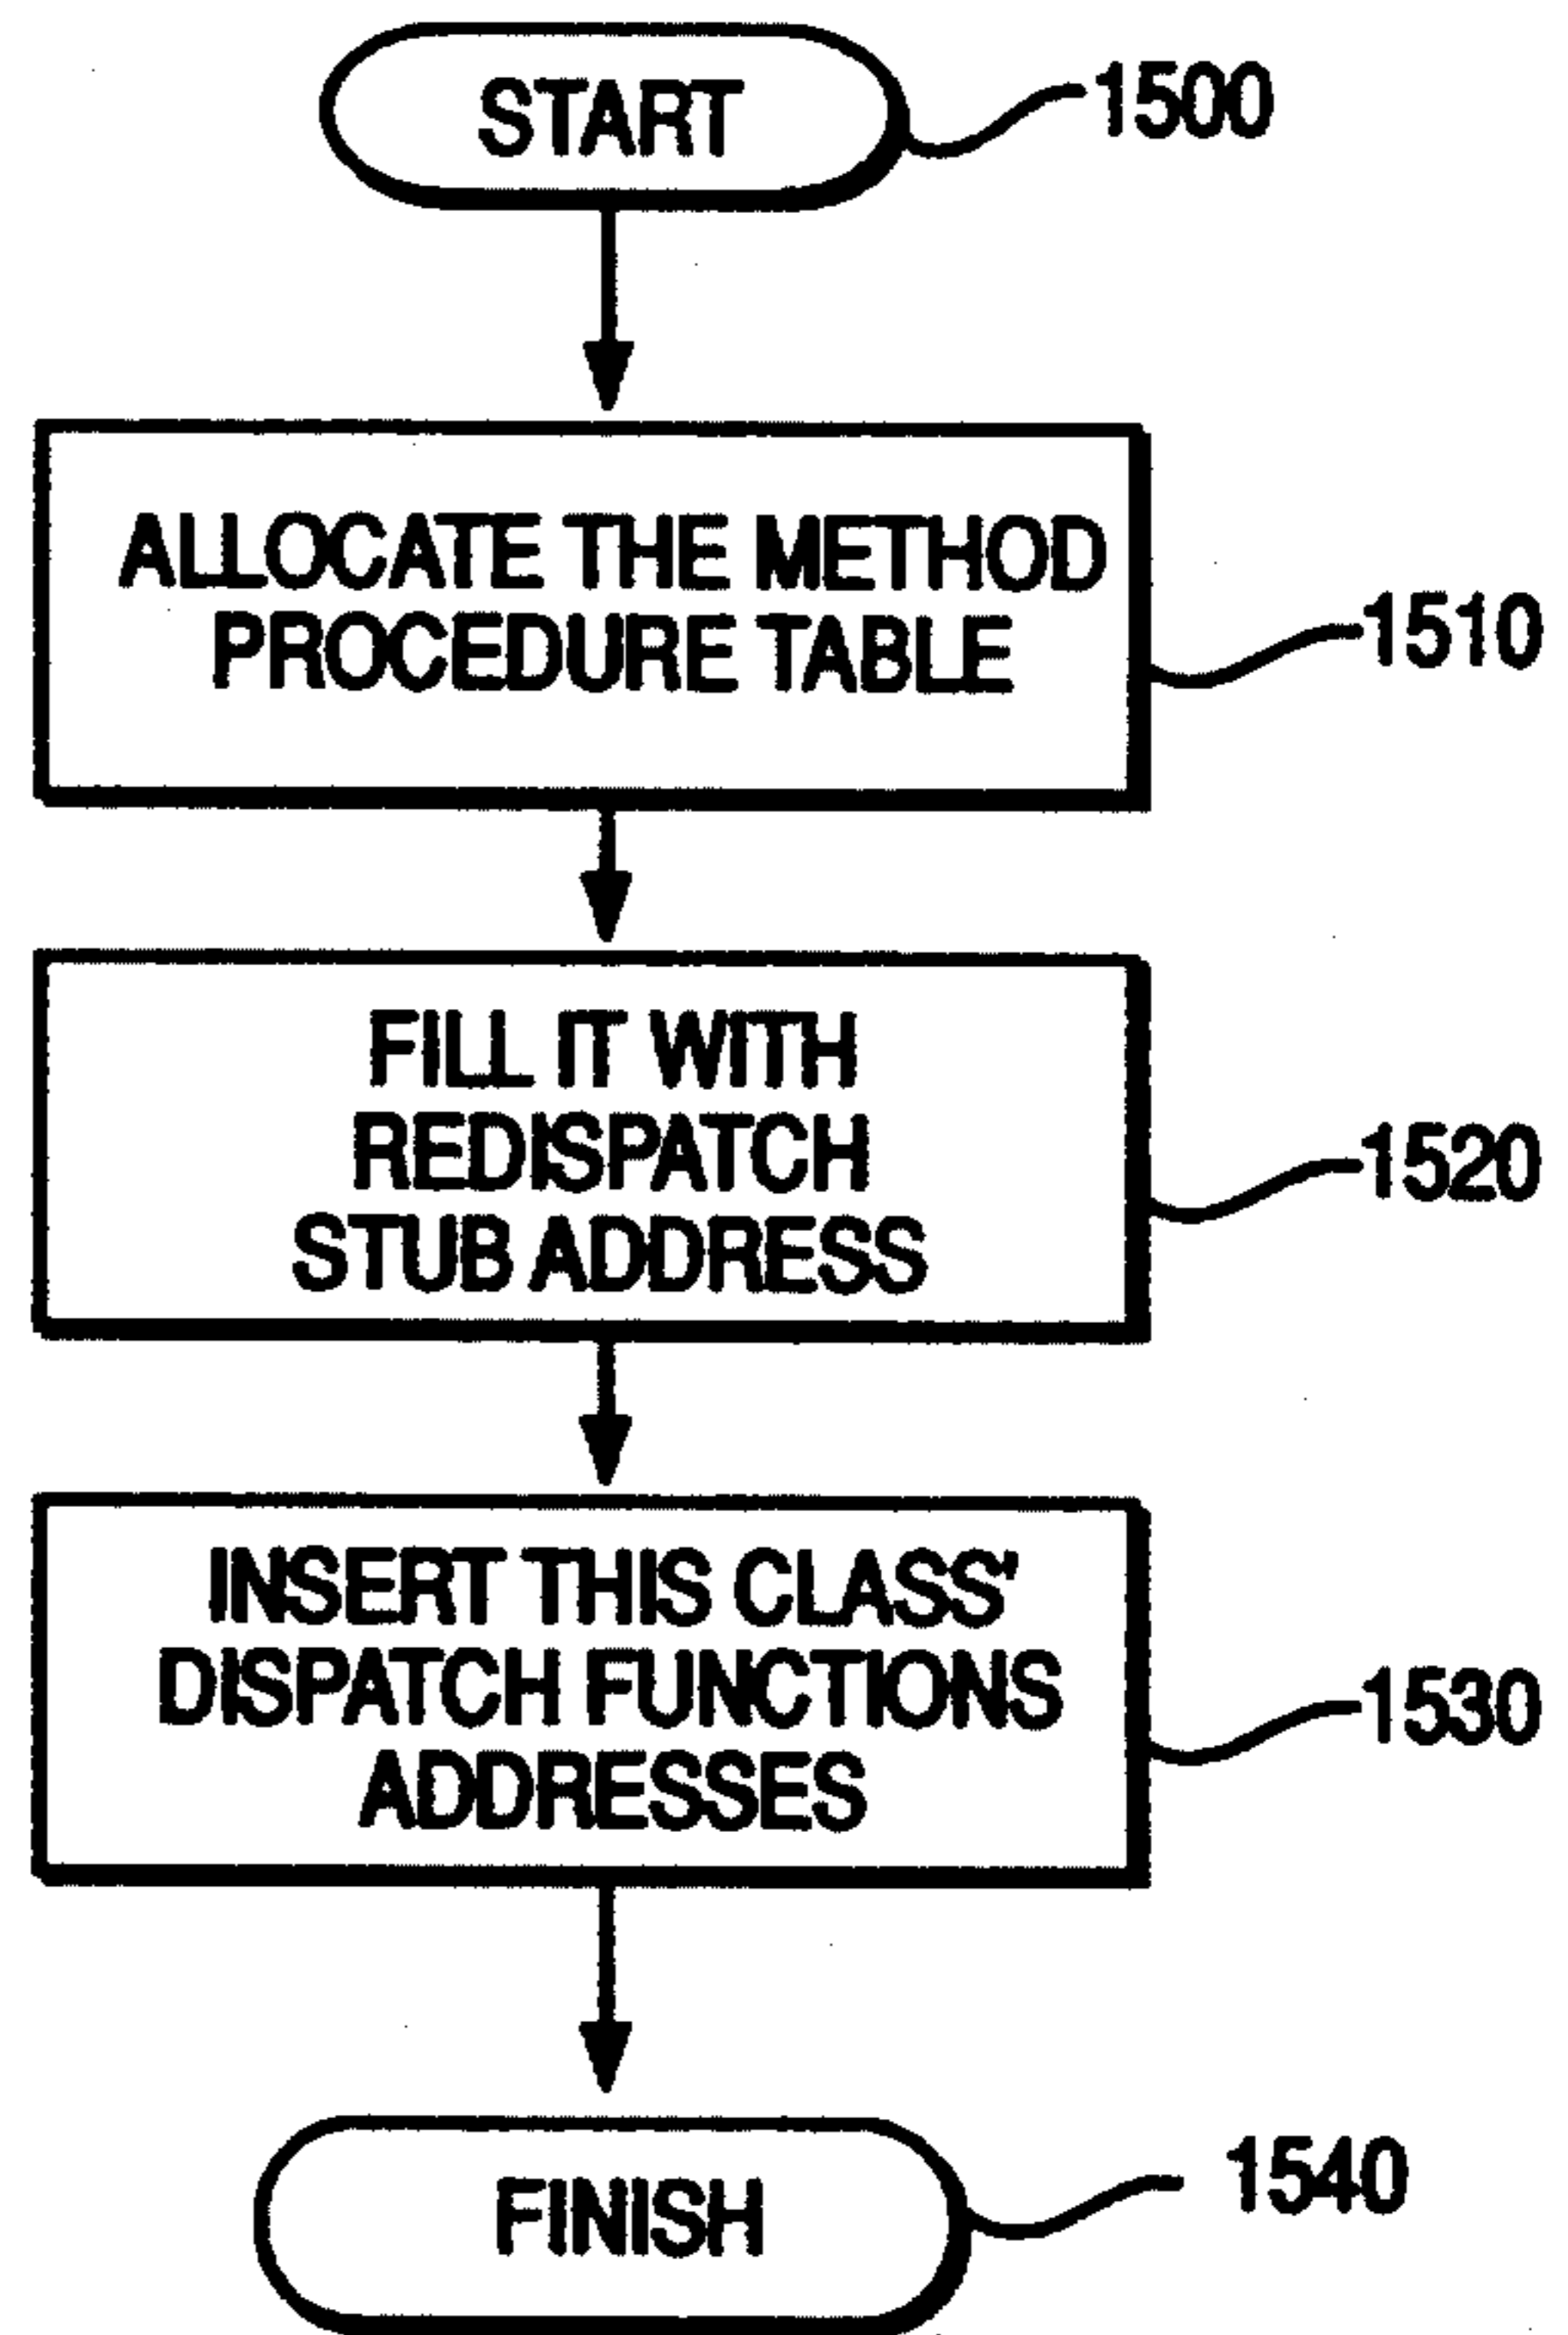 START
1500
ALLOCATE THE METHOD
PROCEDURE TABLE
1510
FILL IT WITH
REDISPATCH
STUB ADDRESS
1520
INSERT THIS CLASS'
DISPATCH FUNCTIONS
ADDRESSES
1530
FINISH
1540